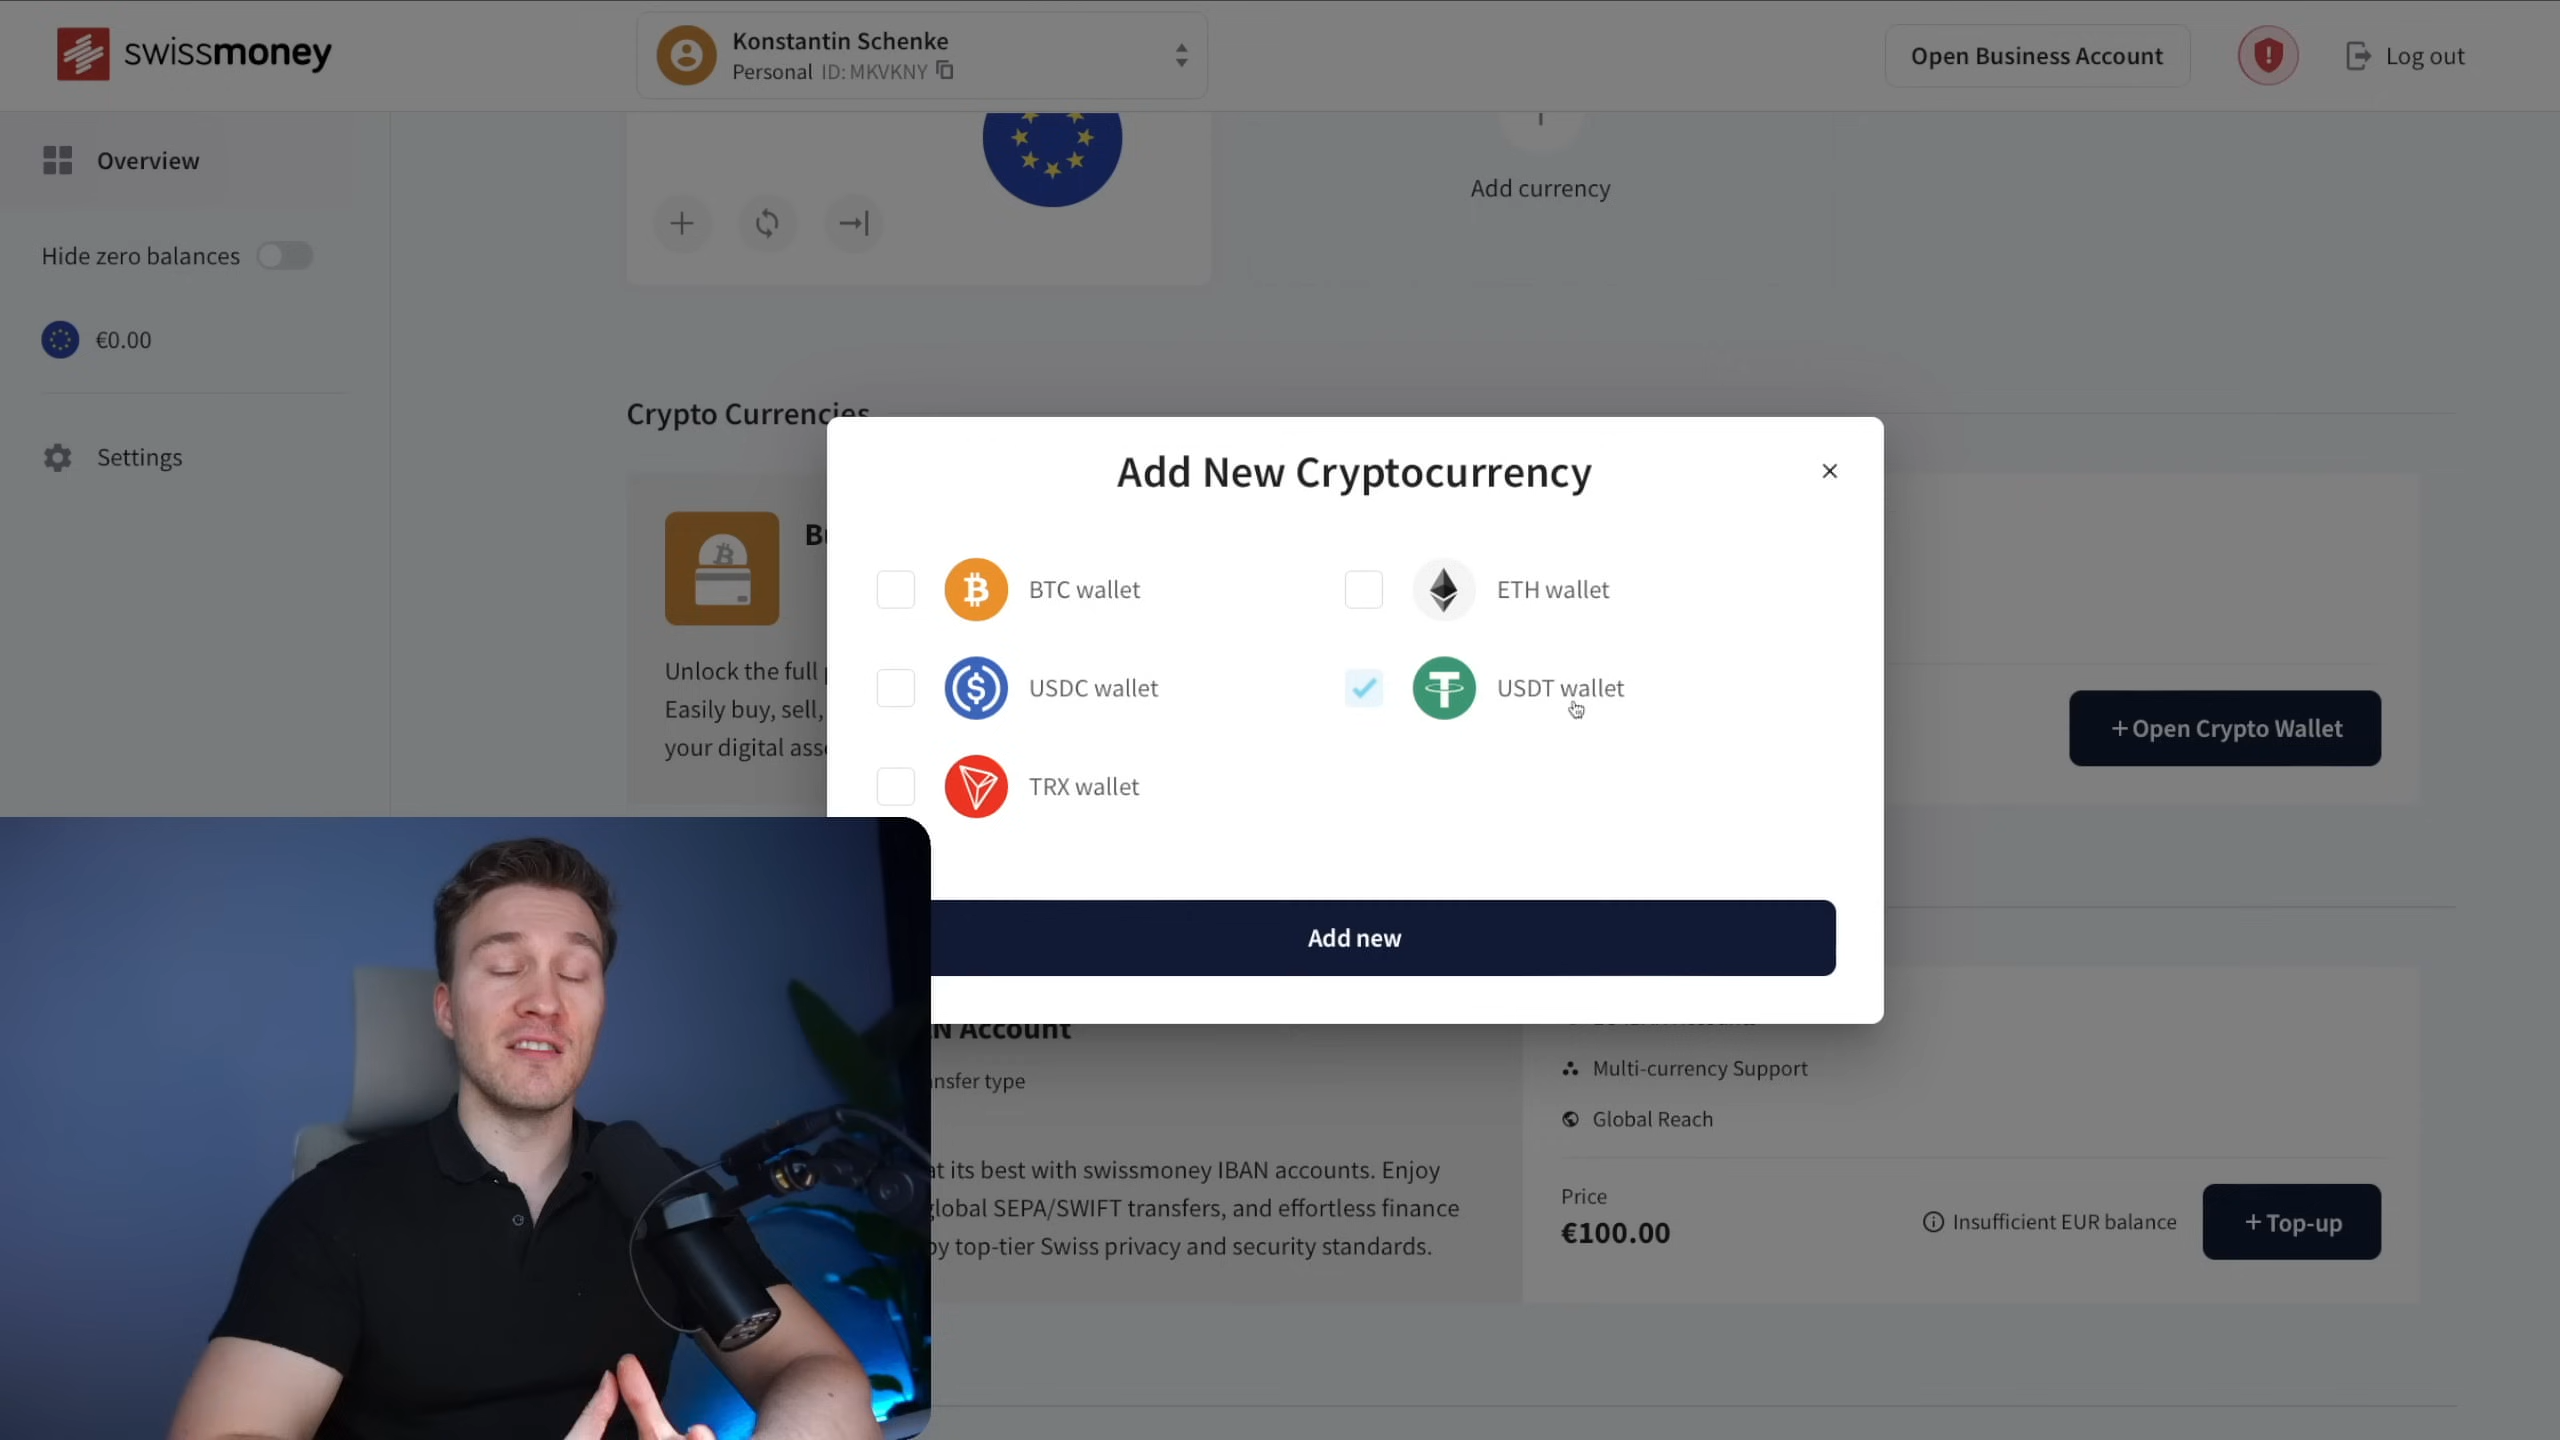 swissmoney
Konstantin Schenke
Personal ID: MKVKNY
Open Business Account
Log out
Overview
Hide zero balances
€0.00
Settings
Add currency
Crypto Currencies
Unlock the full
Easily buy, sell,
your digital
+ Open Crypto Wallet
Add New Cryptocurrency
BTC wallet
ETH wallet
USDC wallet
USDT wallet
TRX wallet
Add new
Account
type
Multi-currency Support
Global Reach
at its best with swissmoney IBAN accounts. Enjoy
global SEPA/SWIFT transfers, and effortless finance
by top-tier Swiss privacy and security standards.
Price
€100.00
Insufficient EUR balance
+ Top-up